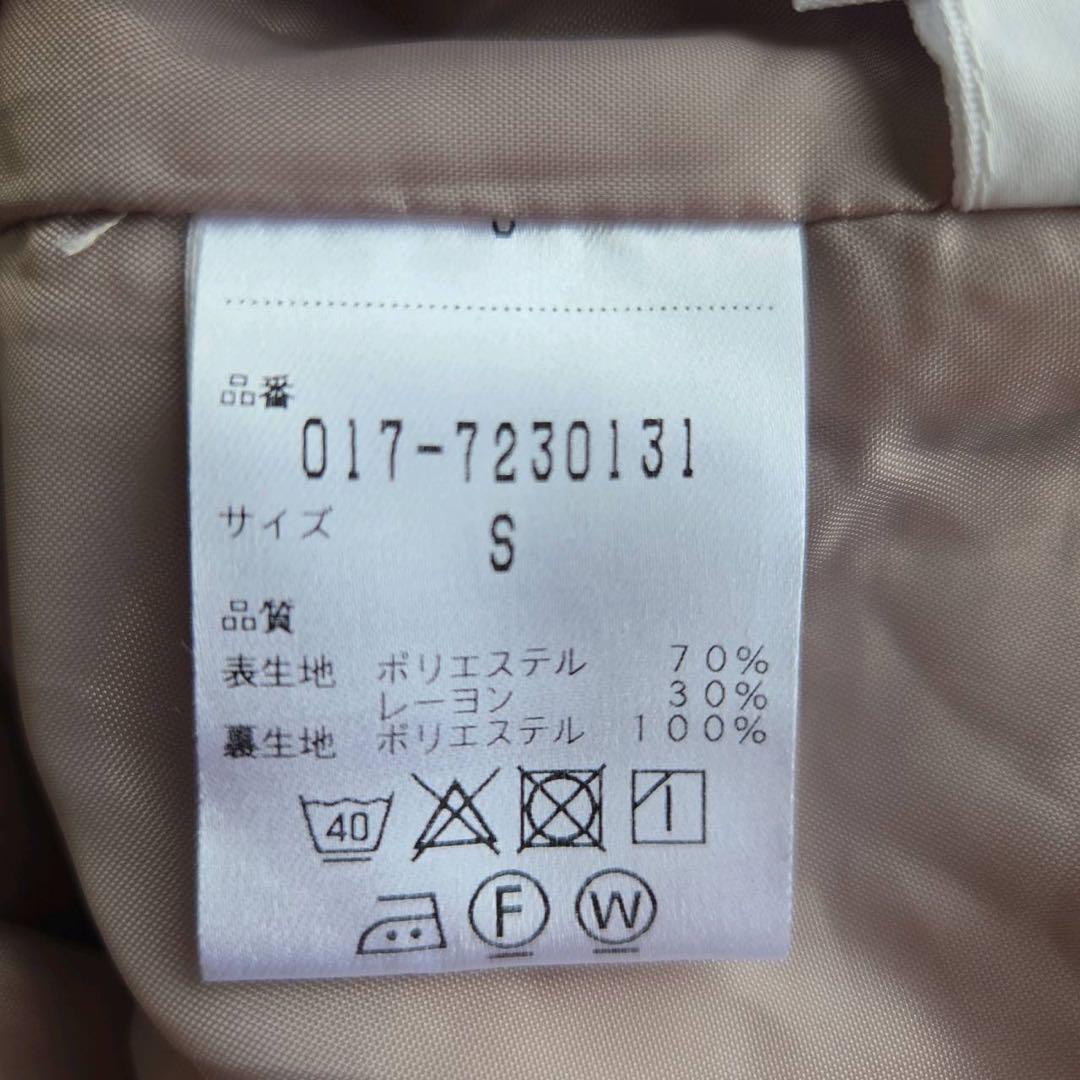 品番
017-7230131
サイズ
S
品質
表生地 ポリエステル 70%
レーヨン 30%
裏生地 ポリエステル 100%
40
F W